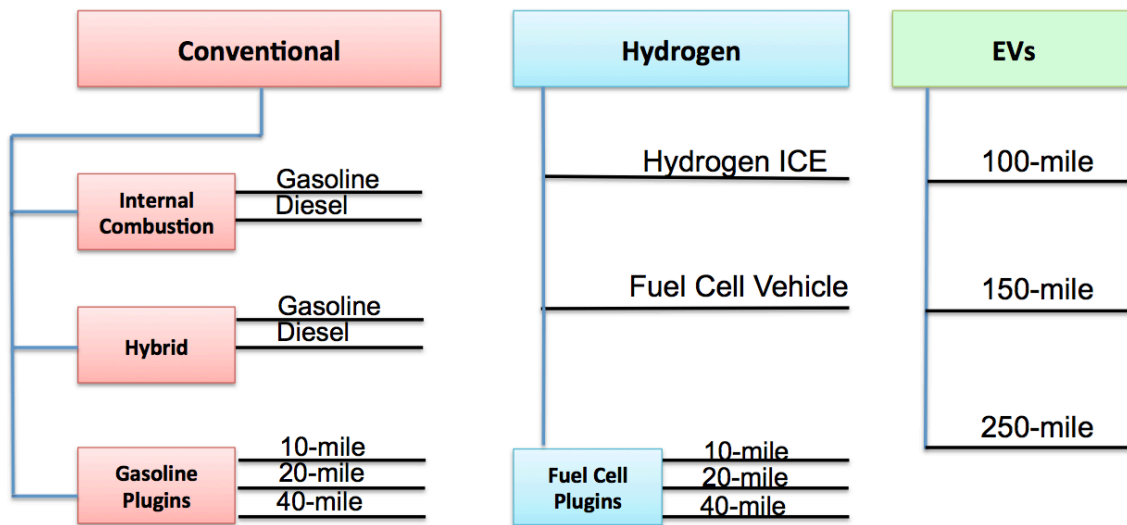 Conventional
Internal
Combustion
Gasoline
Diesel
Hybrid
Gasoline
Diesel
Gasoline
Plugins
10-mile
20-mile
40-mile
Hydrogen
Hydrogen ICE
Fuel Cell Vehicle
Fuel Cell
Plugins
10-mile
20-mile
40-mile
EVs
100-mile
150-mile
250-mile